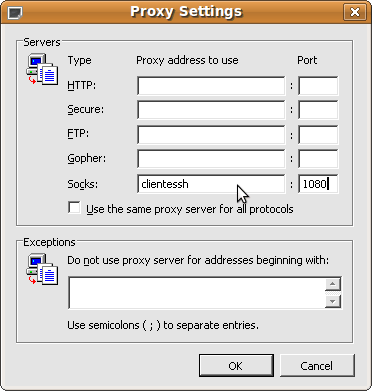 Proxy Settings
Servers
Type Proxy address to use Port
HTTP: :
Secure: :
FTP: :
Gopher: :
Socks: clientessh : 1080
Use the same proxy server for all protocols
Exceptions
Do not use proxy server for addresses beginning with:
Use semicolons ( ; ) to separate entries.
OK Cancel